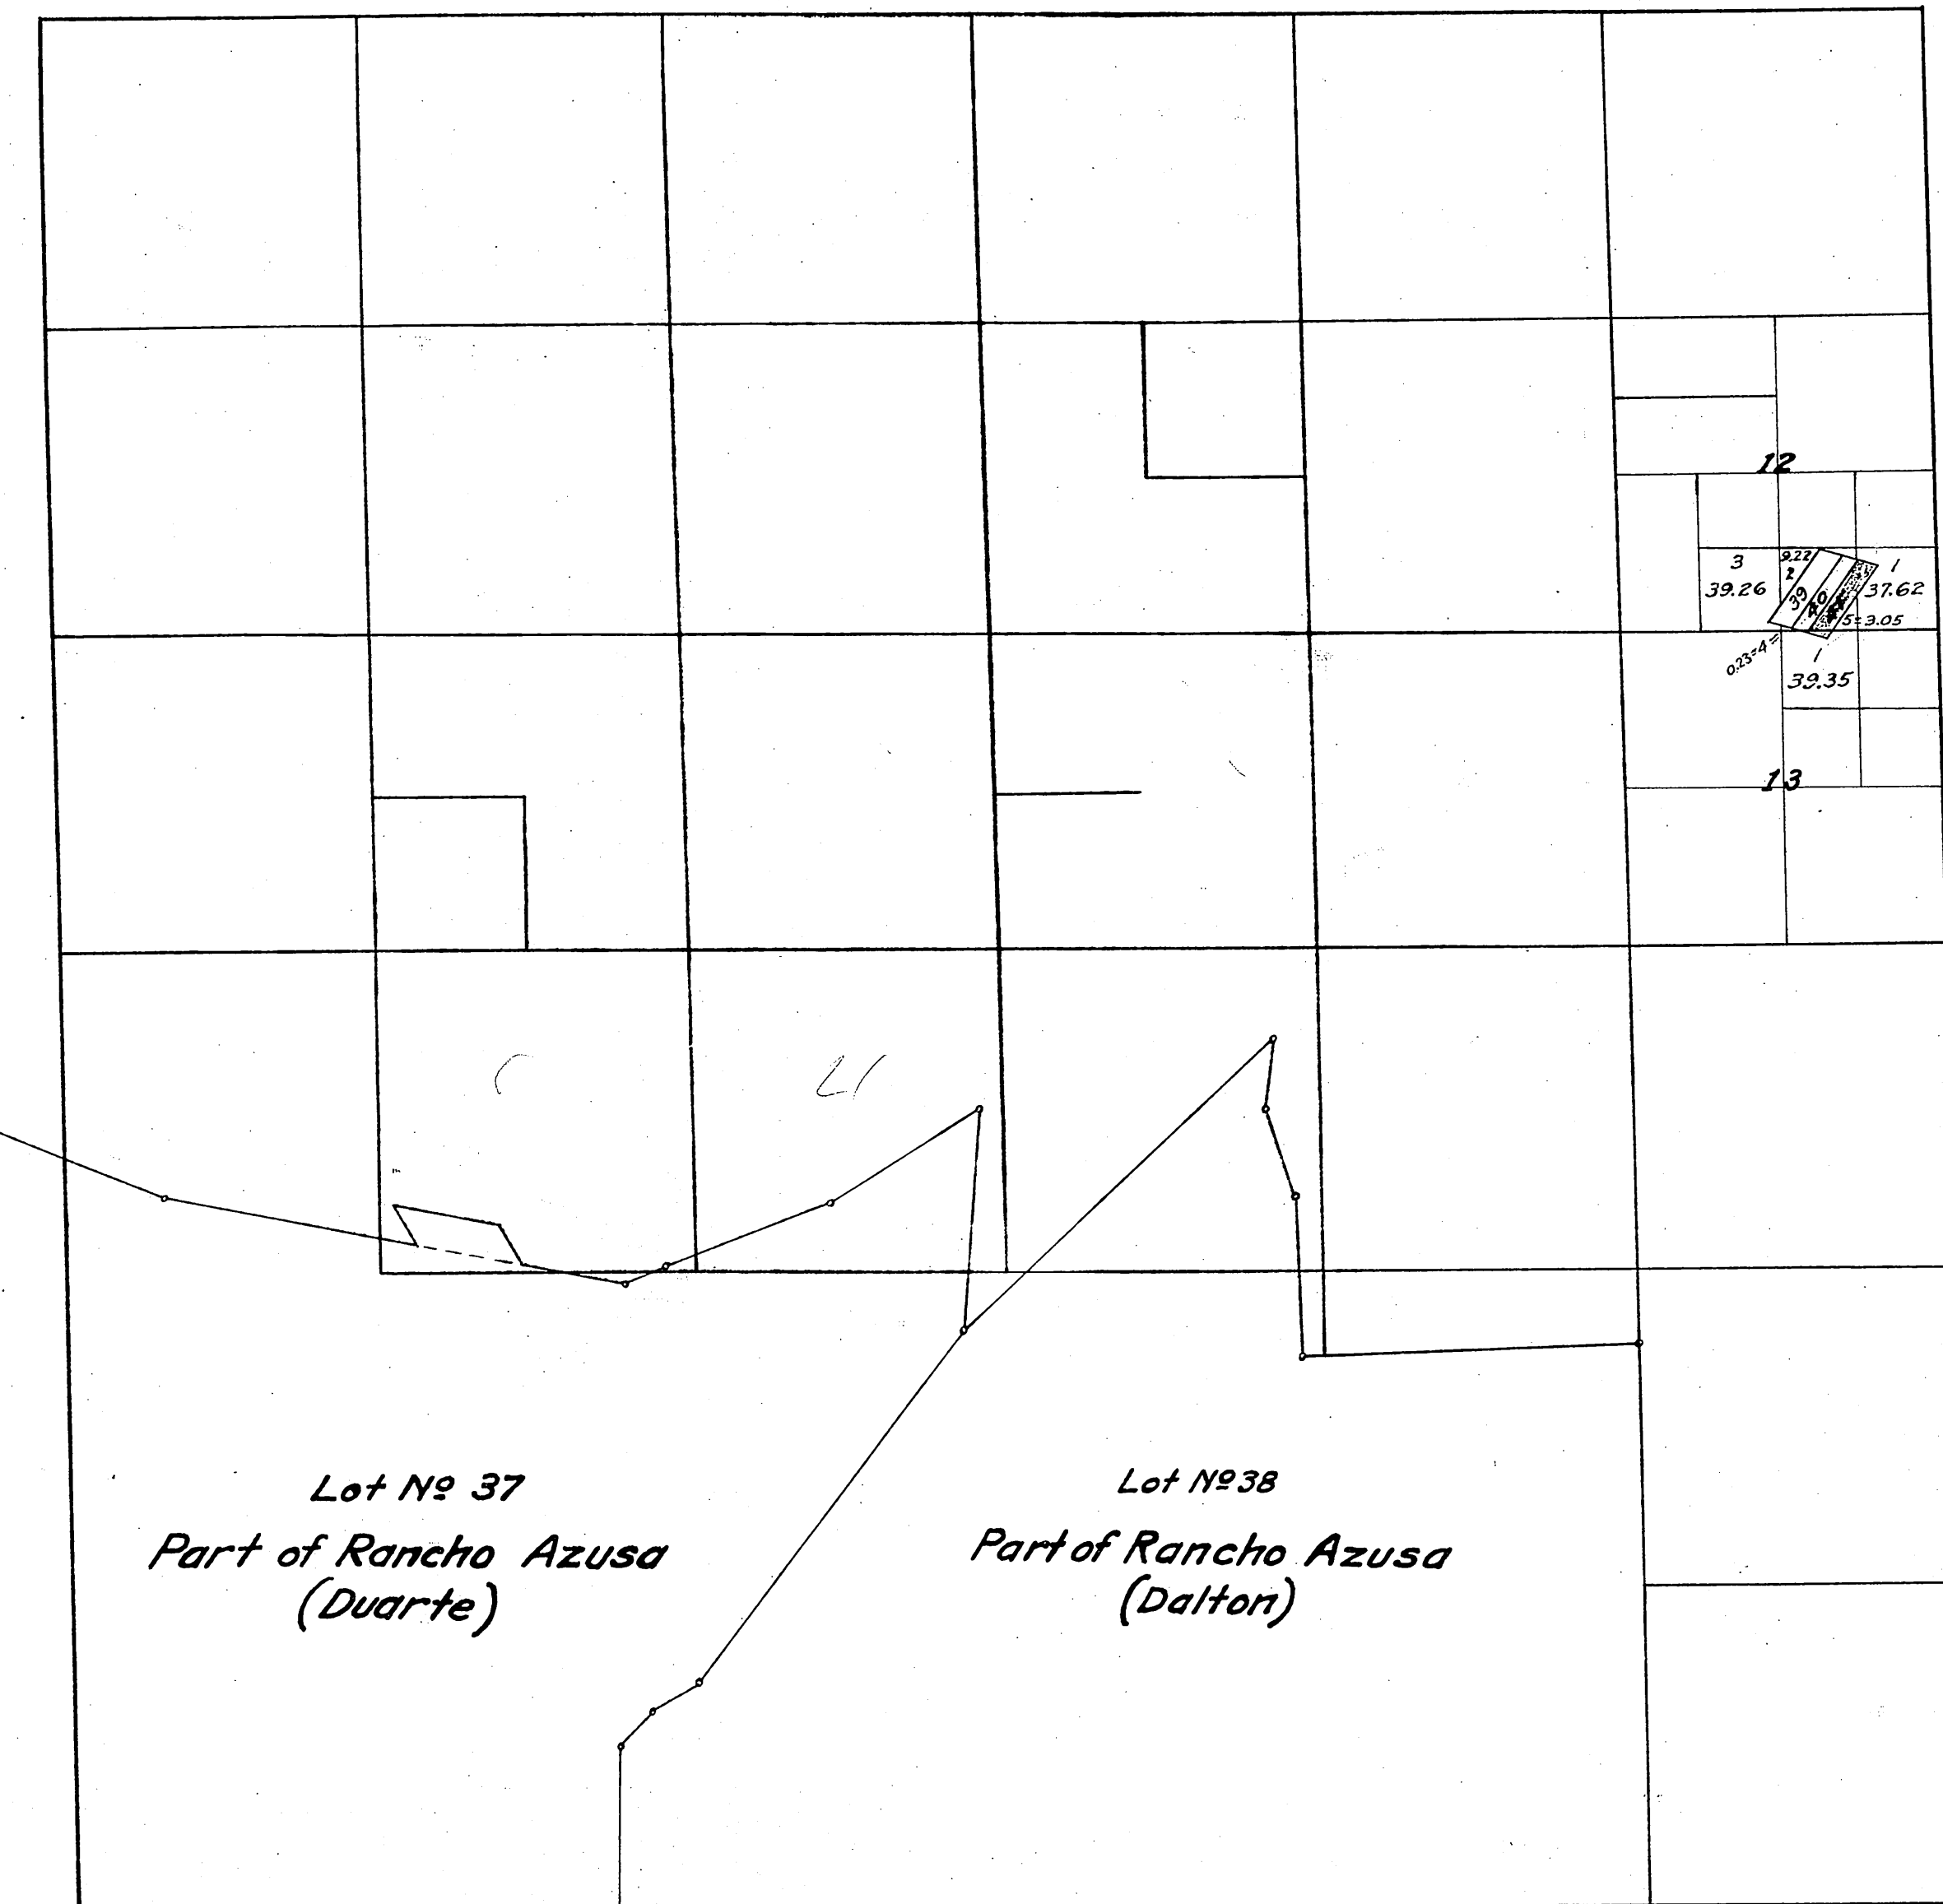 12
3
39.26
9.22
2
39
40
1
37.62
5=3.05
0.23=4=
1
39.35
13
21
Lot Nº 37
Part of Rancho Azusa
(Duarte)
Lot Nº 38
Part of Rancho Azusa
(Dalton)